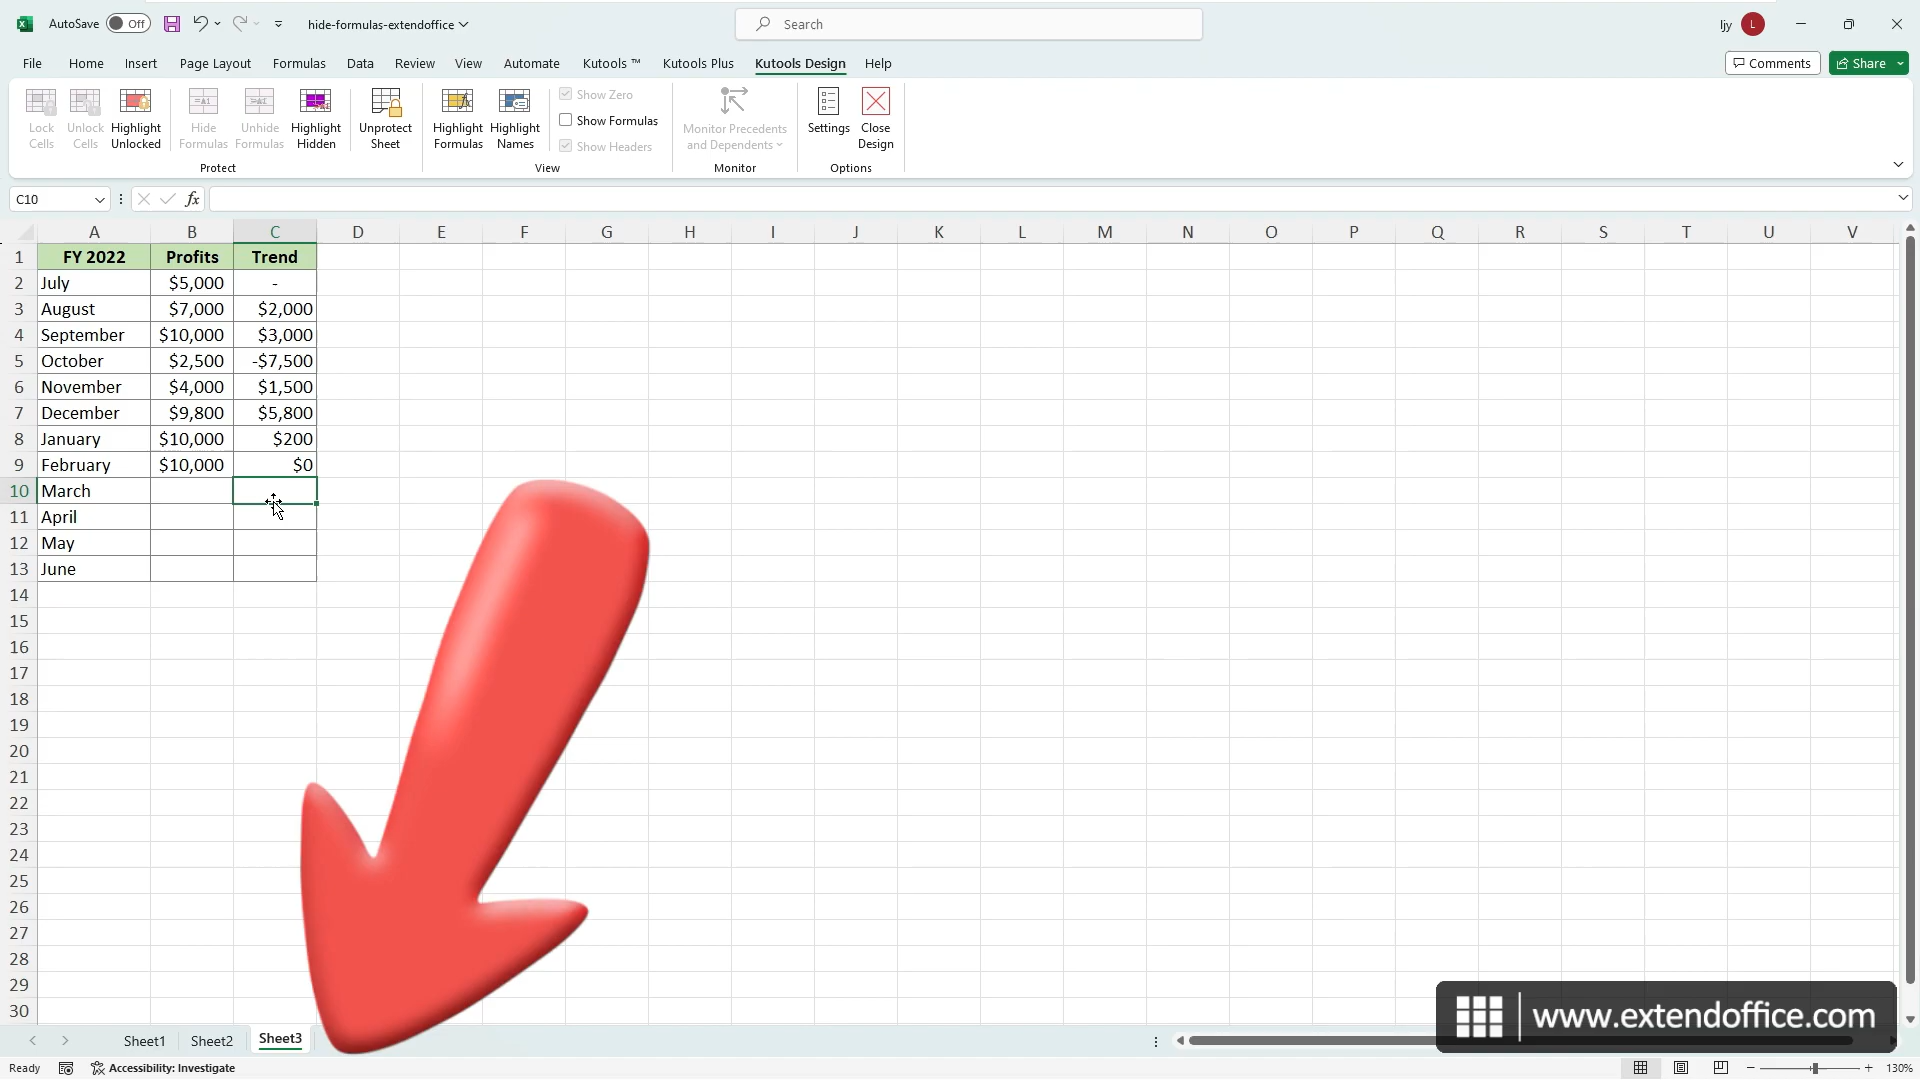 AutoSave Off hide-formulas-extendoffice Search ljy L
File Home Insert Page Layout Formulas Data Review View Automate Kutools ™ Kutools Plus Kutools Design Help Comments Share
Lock Cells
Unlock Cells
Highlight Unlocked
Hide Formulas
Unhide Formulas
Highlight Hidden
Unprotect Sheet
Protect
Highlight Formulas
Highlight Names
Show Zero
Show Formulas
Show Headers
View
Monitor Precedents and Dependents
Monitor
Settings
Close Design
Options
C10 fx
A B C D E F G H I J K L M N O P Q R S T U V
1 FY 2022 Profits Trend
2 July $5,000 -
3 August $7,000 $2,000
4 September $10,000 $3,000
5 October $2,500 -$7,500
6 November $4,000 $1,500
7 December $9,800 $5,800
8 January $10,000 $200
9 February $10,000 $0
10 March
11 April
12 May
13 June
14
15
16
17
18
19
20
21
22
23
24
25
26
27
28
29
30
www.extendoffice.com
Sheet1 Sheet2 Sheet3
Ready Accessibility: Investigate 130%